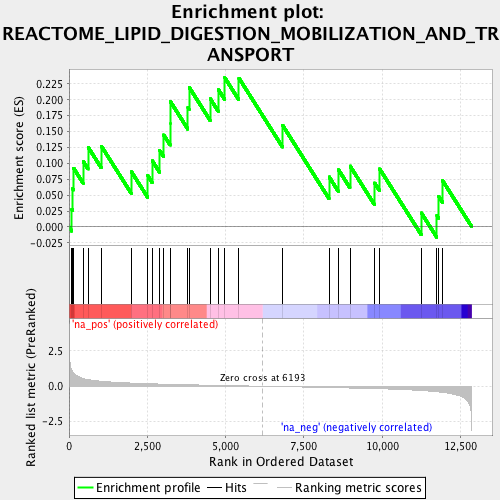 Enrichment plot:
REACTOME_LIPID_DIGESTION_MOBILIZATION_AND_TR
ANSPORT
Enrichment score (ES)
0.225
0.200
0.175
0.150
0.125
0.100
0.075
0.050
0.025
0.000
-0.025
'na_pos' (positively correlated)
Ranked list metric (PreRanked)
2.5
0.0
-2.5
Zero cross at 6193
'na_neg' (negatively correlated)
0 2,500 5,000 7,500 10,000 12,500
Rank in Ordered Dataset
Enrichment profile Hits Ranking metric scores